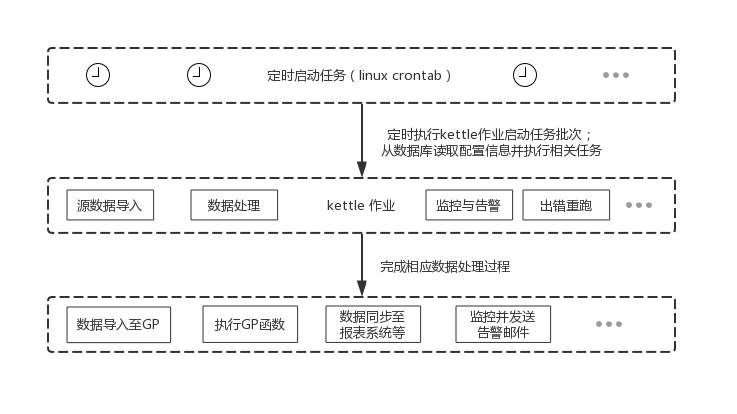 定时启动任务（linux crontab）
定时执行kettle作业启动任务批次；
从数据库读取配置信息并执行相关任务
源数据导入
数据处理
kettle 作业
监控与告警
出错重跑
完成相应数据处理过程
数据导入至GP
执行GP函数
数据同步至
报表系统等
监控并发送
告警邮件